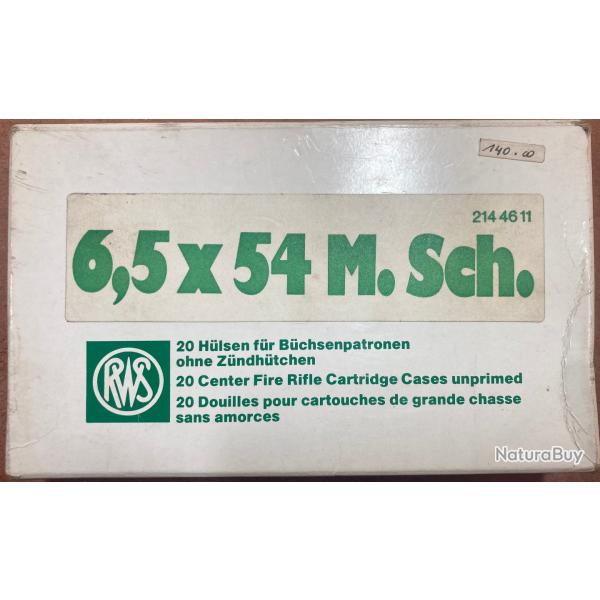 140.00
214 46 11
6,5 x 54 M. Sch.
RWS
20 Hülsen für Büchsenpatronen
ohne Zündhütchen
20 Center Fire Rifle Cartridge Cases unprimed
20 Douilles pour cartouches de grande chasse
sans amorces
NaturaBuy